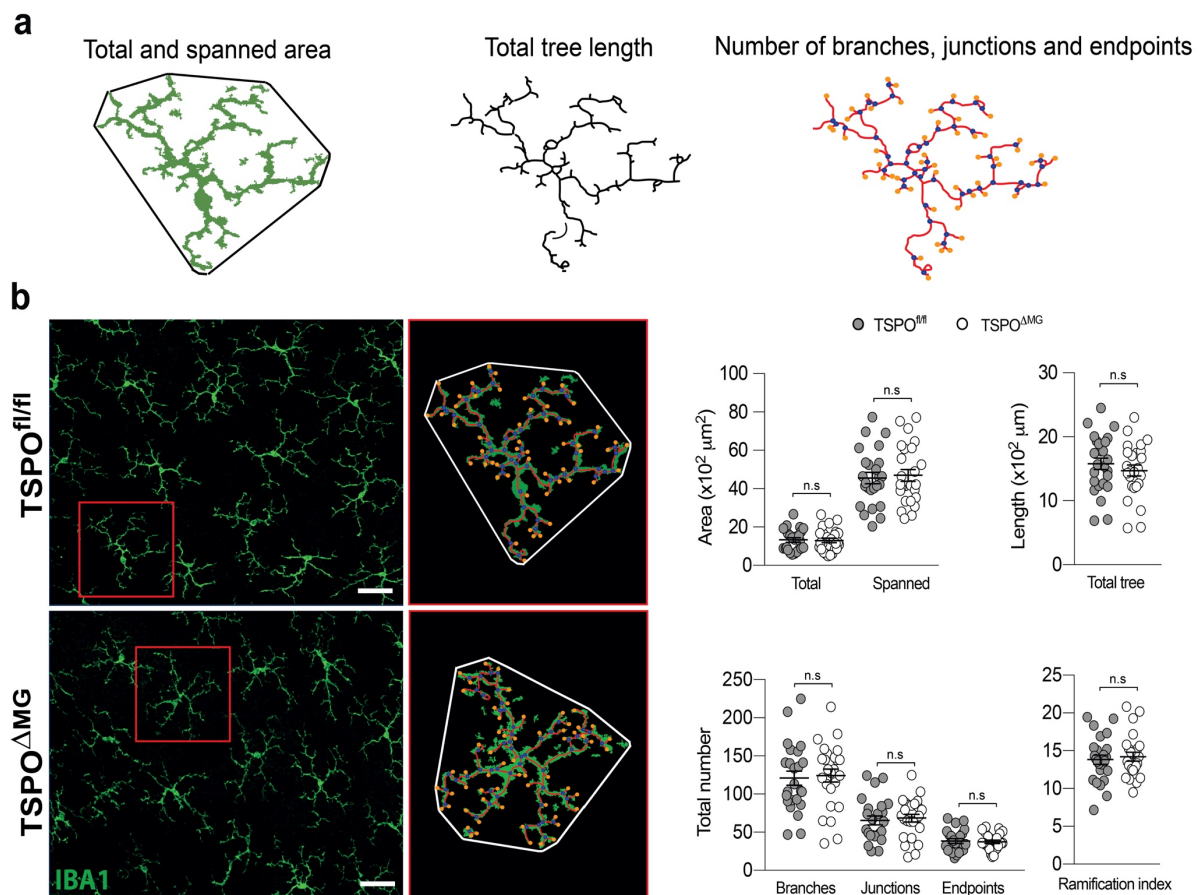 a
Total and spanned area
Total tree length
Number of branches, junctions and endpoints
b
TSPOfl/fl
TSPOΔMG
IBA1
TSPOfl/fl
TSPOΔMG
Area (x10² µm²)
100
80
60
40
20
0
n.s
n.s
Total
Spanned
Length (x10² µm)
30
20
10
0
n.s
Total tree
Total number
250
200
150
100
50
0
n.s
n.s
n.s
Branches
Junctions
Endpoints
25
20
15
10
5
0
n.s
Ramification index